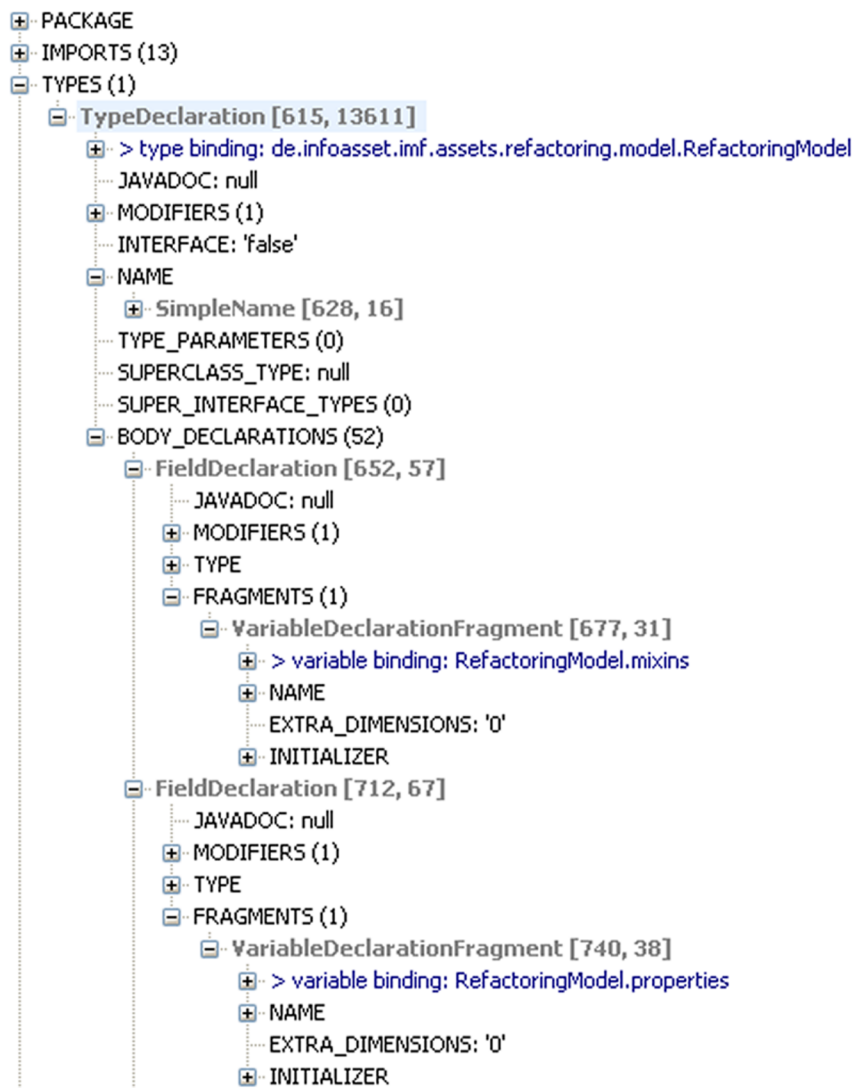 PACKAGE
IMPORTS (13)
TYPES (1)
TypeDeclaration [615, 13611]
> type binding: de.infoasset.imf.assets.refactoring.model.RefactoringModel
JAVADOC: null
MODIFIERS (1)
INTERFACE: 'false'
NAME
SimpleName [628, 16]
TYPE_PARAMETERS (0)
SUPERCLASS_TYPE: null
SUPER_INTERFACE_TYPES (0)
BODY_DECLARATIONS (52)
FieldDeclaration [652, 57]
JAVADOC: null
MODIFIERS (1)
TYPE
FRAGMENTS (1)
VariableDeclarationFragment [677, 31]
> variable binding: RefactoringModel.mixins
NAME
EXTRA_DIMENSIONS: '0'
INITIALIZER
FieldDeclaration [712, 67]
JAVADOC: null
MODIFIERS (1)
TYPE
FRAGMENTS (1)
VariableDeclarationFragment [740, 38]
> variable binding: RefactoringModel.properties
NAME
EXTRA_DIMENSIONS: '0'
INITIALIZER